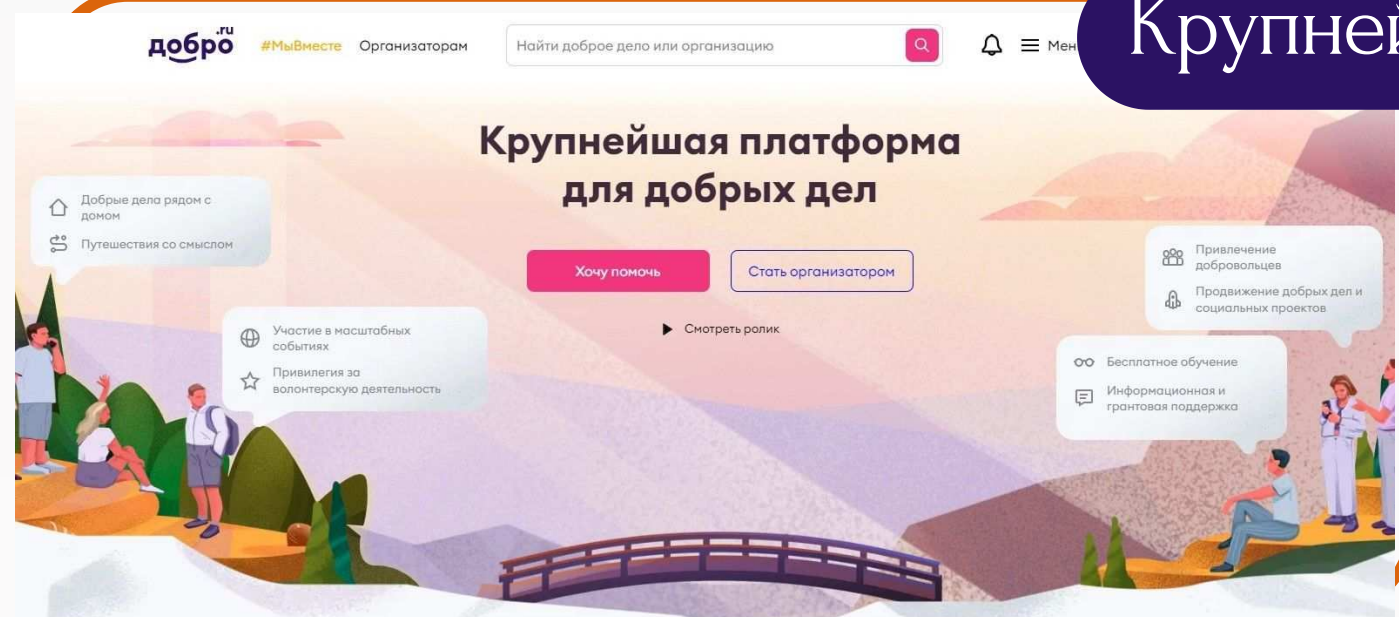 добро.ru
#МыВместе
Организаторам
Найти доброе дело или организацию
Крупнейшая платформа
для добрых дел
Добрые дела рядом с
домом
Путешествия со смыслом
Хочу помочь
Стать организатором
Привлечение
добровольцев
Продвижение добрых дел и
социальных проектов
Смотреть ролик
Участие в масштабных
событиях
Привилегия за
волонтерскую деятельность
Бесплатное обучение
Информационная и
грантовая поддержка